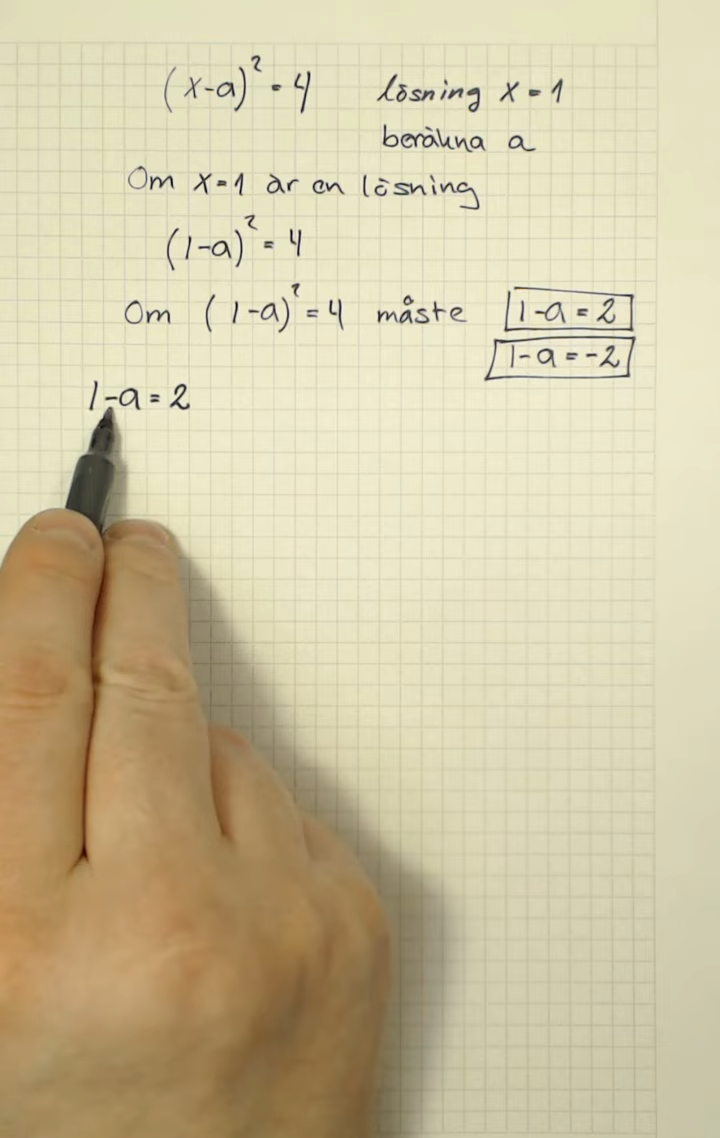 (x-a)² = 4 lösning x = 1
beräkna a
Om x=1 är en lösning
(1-a)² = 4
Om (1-a)² = 4 måste 1-a = 2
1-a = -2
1-a = 2